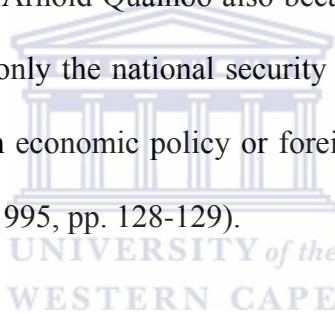 Arnold Quainoo also beca
only the national security
economic policy or forei
995, pp. 128-129).
UNIVERSITY of the
WESTERN CAPE